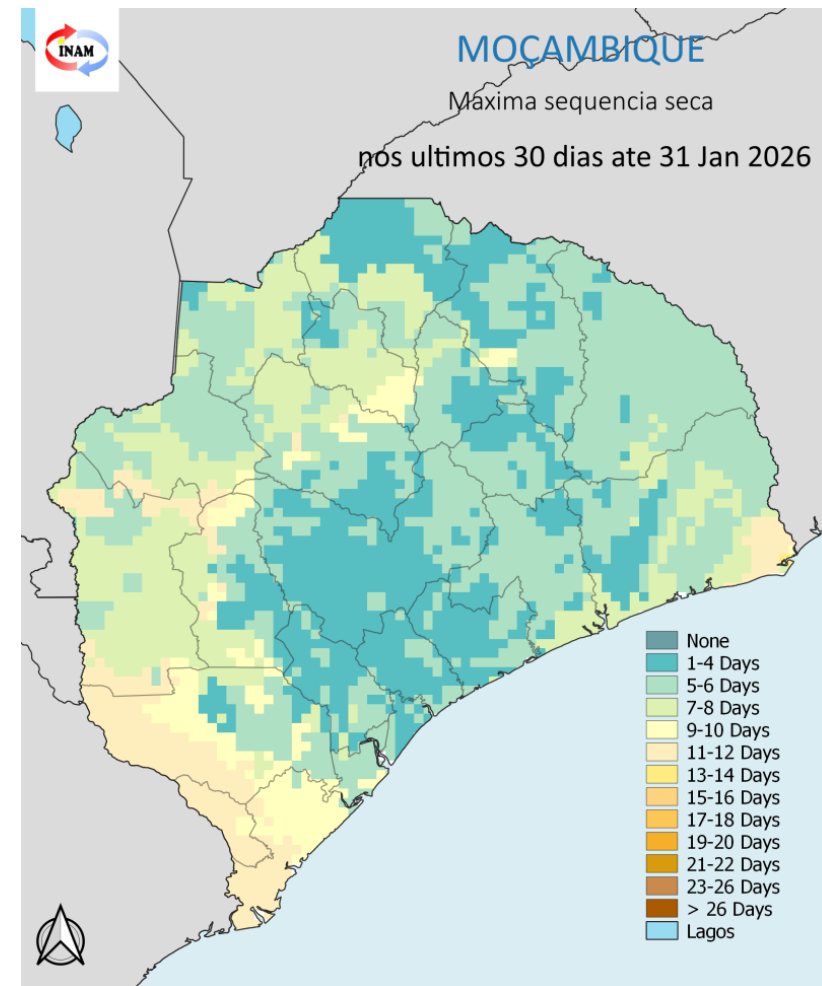 INAM
MOÇAMBIQUE
Maxima sequencia seca
nos ultimos 30 dias ate 31 Jan 2026
None
1-4 Days
5-6 Days
7-8 Days
9-10 Days
11-12 Days
13-14 Days
15-16 Days
17-18 Days
19-20 Days
21-22 Days
23-26 Days
> 26 Days
Lagos